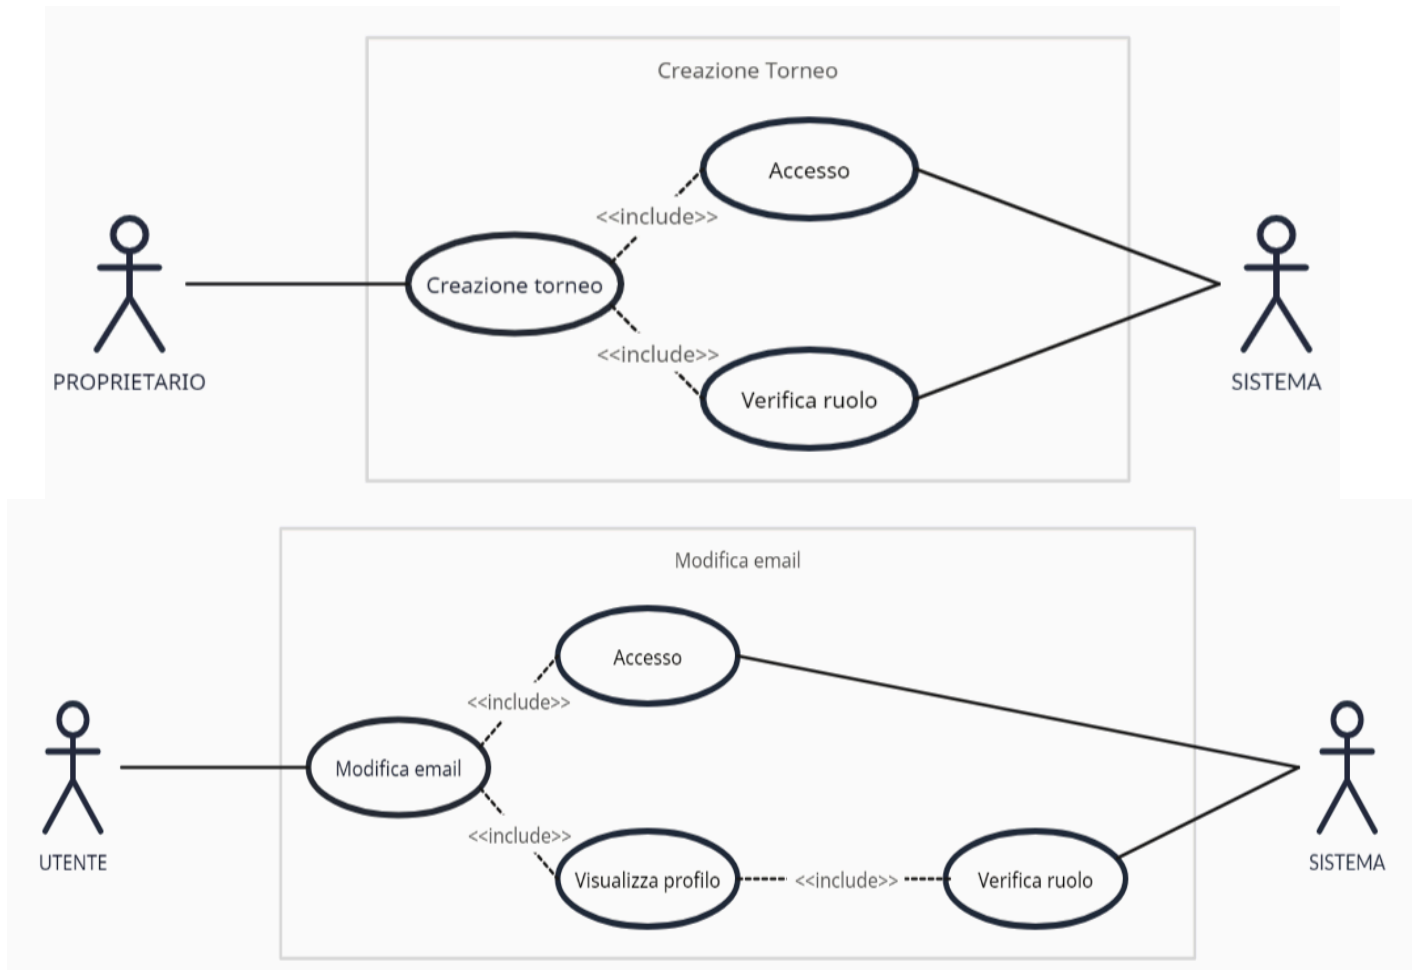 Creazione Torneo
Accesso
<<include>>
Creazione torneo
<<include>>
Verifica ruolo
PROPRIETARIO
SISTEMA
Modifica email
Accesso
<<include>>
Modifica email
<<include>>
Visualizza profilo
<<include>>
Verifica ruolo
UTENTE
SISTEMA